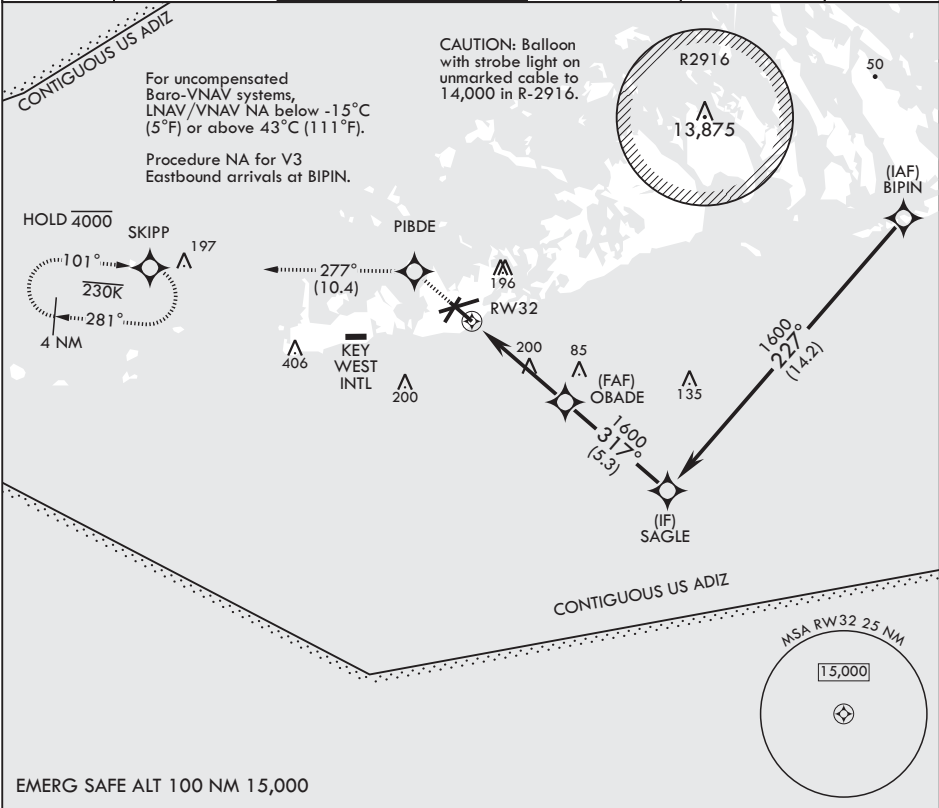 CONTIGUOUS US ADIZ
For uncompensated
Baro-VNAV systems,
LNAV/VNAV NA below -15°C
(5°F) or above 43°C (111°F).
Procedure NA for V3
Eastbound arrivals at BIPIN.
CAUTION: Balloon
with strobe light on
unmarked cable to
14,000 in R-2916.
R2916
13,875
50
(IAF)
BIPIN
HOLD 4000
SKIPP
197
101°
230K
281°
4 NM
PIBDE
277°
(10.4)
196
RW32
406
KEY
WEST
INTL
200
200
85
(FAF)
OBADE
135
1600
227°
(14.2)
1600
317°
(5.3)
(IF)
SAGLE
CONTIGUOUS US ADIZ
MSA RW32 25 NM
15,000
EMERG SAFE ALT 100 NM 15,000